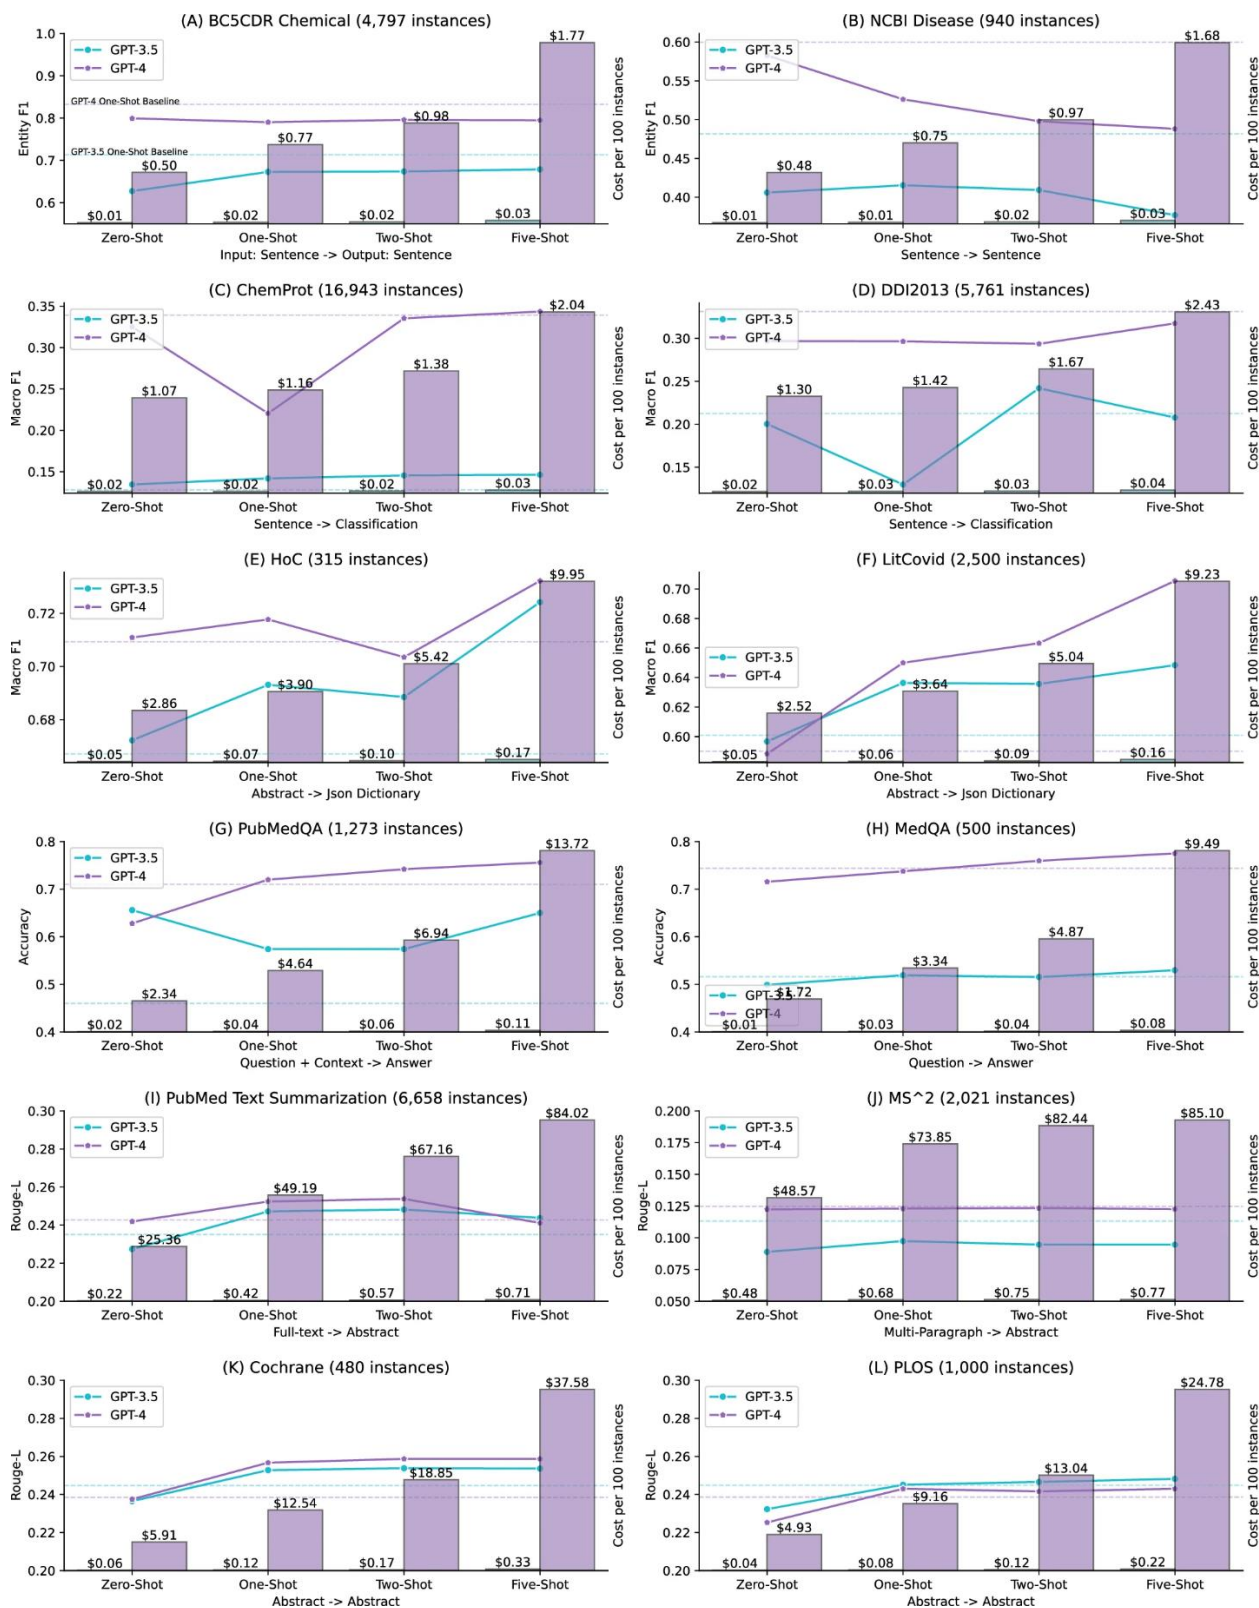 (A) BC5CDR Chemical (4,797 instances)
1.0
0.9
0.8
0.7
0.6
Entity F1
GPT-3.5
GPT-4
GPT-4 One-Shot Baseline
GPT-3.5 One-Shot Baseline
$0.01
$0.50
$0.02
$0.77
$0.02
$0.98
$0.03
$1.77
Cost per 100 instances
Zero-Shot One-Shot Two-Shot Five-Shot
Input: Sentence -> Output: Sentence
(B) NCBI Disease (940 instances)
0.60
0.55
0.50
0.45
0.40
Entity F1
GPT-3.5
GPT-4
$0.01
$0.48
$0.01
$0.75
$0.02
$0.97
$0.03
$1.68
Cost per 100 instances
Zero-Shot One-Shot Two-Shot Five-Shot
Sentence -> Sentence
(C) ChemProt (16,943 instances)
0.35
0.30
0.25
0.20
0.15
Macro F1
GPT-3.5
GPT-4
$0.02
$1.07
$0.02
$1.16
$0.02
$1.38
$0.03
$2.04
Cost per 100 instances
Zero-Shot One-Shot Two-Shot Five-Shot
Sentence -> Classification
(D) DDI2013 (5,761 instances)
0.30
0.25
0.20
0.15
Macro F1
GPT-3.5
GPT-4
$0.02
$1.30
$0.03
$1.42
$0.03
$1.67
$0.04
$2.43
Cost per 100 instances
Zero-Shot One-Shot Two-Shot Five-Shot
Sentence -> Classification
(E) HoC (315 instances)
0.72
0.70
0.68
Macro F1
GPT-3.5
GPT-4
$0.05
$2.86
$0.07
$3.90
$0.10
$5.42
$0.17
$9.95
Cost per 100 instances
Zero-Shot One-Shot Two-Shot Five-Shot
Abstract -> Json Dictionary
(F) LitCovid (2,500 instances)
0.70
0.68
0.66
0.64
0.62
0.60
Macro F1
GPT-3.5
GPT-4
$0.05
$2.52
$0.06
$3.64
$0.09
$5.04
$0.16
$9.23
Cost per 100 instances
Zero-Shot One-Shot Two-Shot Five-Shot
Abstract -> Json Dictionary
(G) PubMedQA (1,273 instances)
0.8
0.7
0.6
0.5
0.4
Accuracy
GPT-3.5
GPT-4
$0.02
$2.34
$0.04
$4.64
$0.06
$6.94
$0.11
$13.72
Cost per 100 instances
Zero-Shot One-Shot Two-Shot Five-Shot
Question + Context -> Answer
(H) MedQA (500 instances)
0.8
0.7
0.6
0.5
0.4
Accuracy
GPT-3.5
GPT-4
$0.01
$1.72
$0.03
$3.34
$0.04
$4.87
$0.08
$9.49
Cost per 100 instances
Zero-Shot One-Shot Two-Shot Five-Shot
Question -> Answer
(I) PubMed Text Summarization (6,658 instances)
0.30
0.28
0.26
0.24
0.22
0.20
Rouge-L
GPT-3.5
GPT-4
$0.22
$25.36
$0.42
$49.19
$0.57
$67.16
$0.71
$84.02
Cost per 100 instances
Zero-Shot One-Shot Two-Shot Five-Shot
Full-text -> Abstract
(J) MS^2 (2,021 instances)
0.200
0.175
0.150
0.125
0.100
0.075
0.050
Rouge-L
GPT-3.5
GPT-4
$0.48
$48.57
$0.68
$73.85
$0.75
$82.44
$0.77
$85.10
Cost per 100 instances
Zero-Shot One-Shot Two-Shot Five-Shot
Multi-Paragraph -> Abstract
(K) Cochrane (480 instances)
0.30
0.28
0.26
0.24
0.22
0.20
Rouge-L
GPT-3.5
GPT-4
$0.06
$5.91
$0.12
$12.54
$0.17
$18.85
$0.33
$37.58
Cost per 100 instances
Zero-Shot One-Shot Two-Shot Five-Shot
Abstract -> Abstract
(L) PLOS (1,000 instances)
0.30
0.28
0.26
0.24
0.22
0.20
Rouge-L
GPT-3.5
GPT-4
$0.04
$4.93
$0.08
$9.16
$0.12
$13.04
$0.22
$24.78
Cost per 100 instances
Zero-Shot One-Shot Two-Shot Five-Shot
Abstract -> Abstract